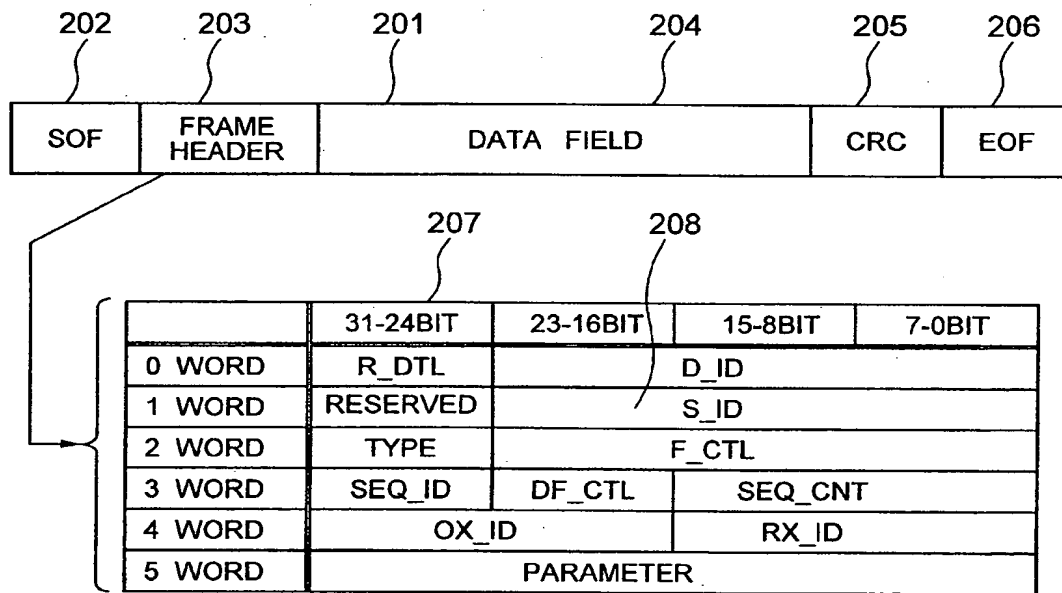 202 203 201 204 205 206
SOF FRAME HEADER DATA FIELD CRC EOF
207 208
31-24BIT 23-16BIT 15-8BIT 7-0BIT
0 WORD R_DTL D_ID
1 WORD RESERVED S_ID
2 WORD TYPE F_CTL
3 WORD SEQ_ID DF_CTL SEQ_CNT
4 WORD OX_ID RX_ID
5 WORD PARAMETER